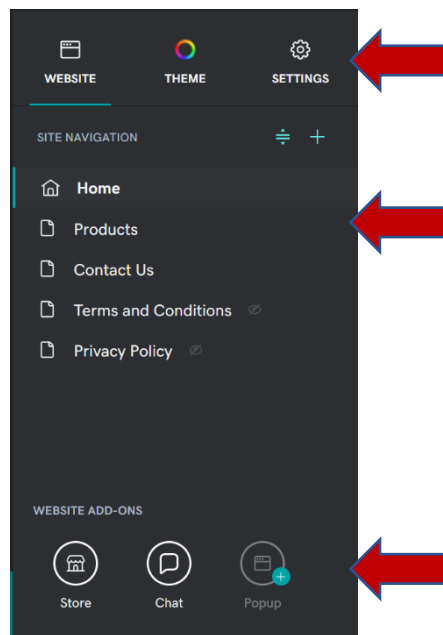 WEBSITE THEME SETTINGS
SITE NAVIGATION
Home
Products
Contact Us
Terms and Conditions
Privacy Policy
WEBSITE ADD-ONS
Store Chat Popup